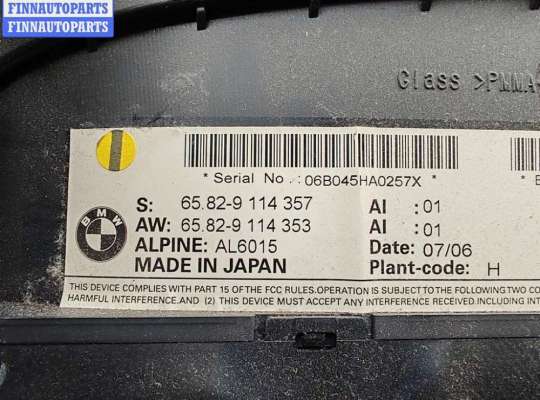 FINNAUTOPARTS
FINNAUTOPARTS
Glass >PMMA
* Serial No.: 06B045HA0257X *
* E
BMW
S: 65.82-9 114 357 AI :01
AW: 65.82-9 114 353 AI :01
ALPINE: AL6015 Date: 07/06
MADE IN JAPAN Plant-code: H
THIS DEVICE COMPLIES WITH PART 15 OF THE FCC RULES. OPERATION IS SUBJECT TO THE FOLLOWING TWO
HARMFUL INTERFERENCE, AND (2) THIS DEVICE MUST ACCEPT ANY INTERFERENCE RECEIVED, INCLUDING